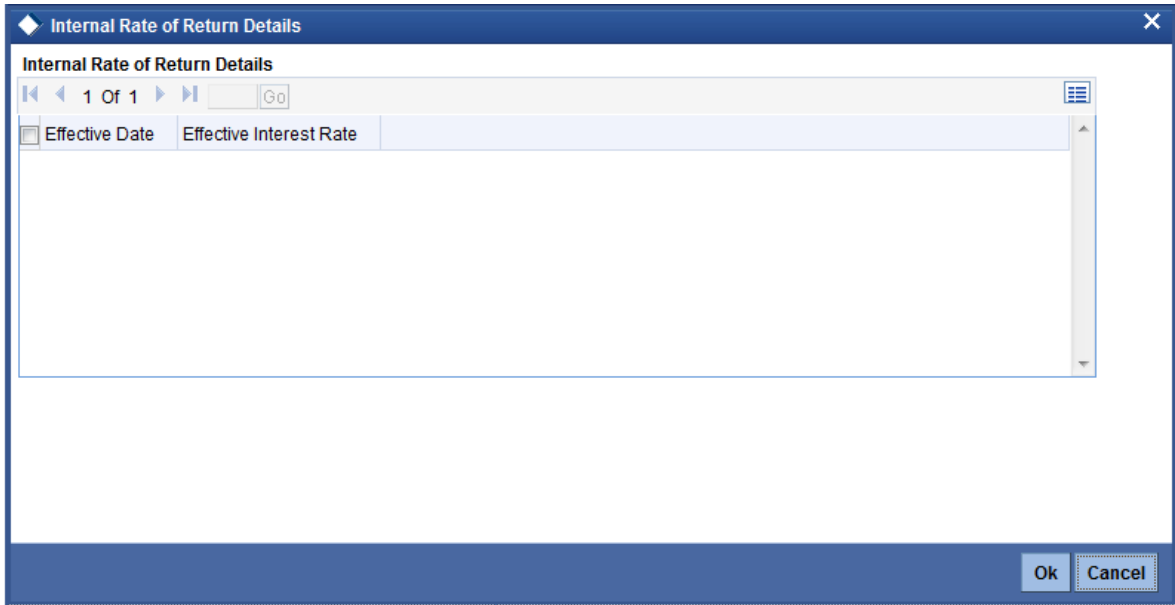 Internal Rate of Return Details
Internal Rate of Return Details
1 Of 1 Go
Effective Date Effective Interest Rate
Ok Cancel